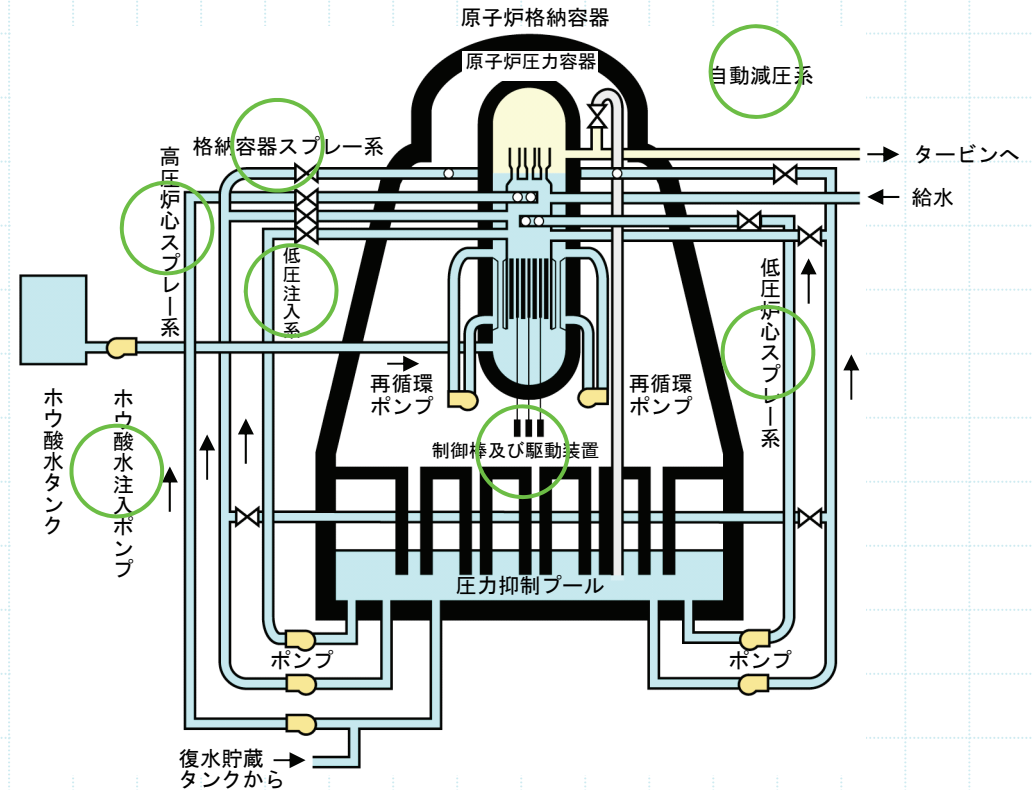 原子炉格納容器
原子炉圧力容器
自動減圧系
格納容器スプレー系
高圧炉心スプレー系
タービンへ
給水
低圧注入系
低圧炉心スプレー系
再循環
ポンプ
再循環
ポンプ
ホウ酸水タンク
ホウ酸水注入ポンプ
制御棒及び駆動装置
圧力抑制プール
ポンプ
ポンプ
復水貯蔵
タンクから